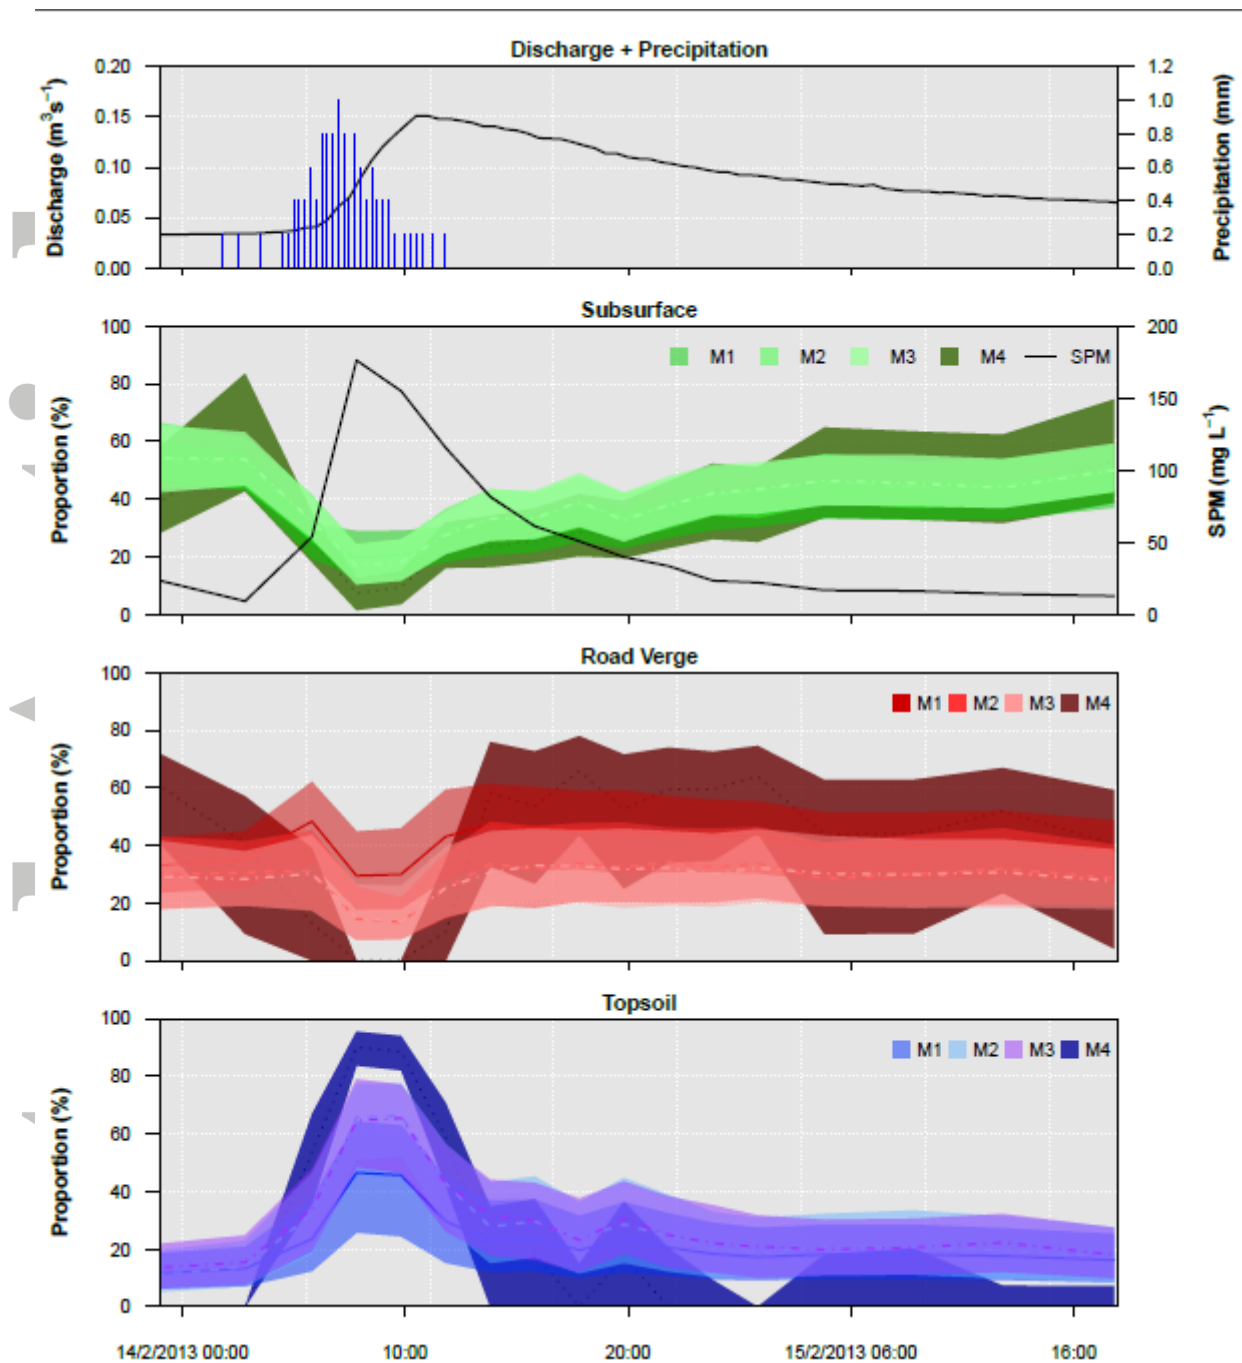 Discharge + Precipitation
Discharge (m³s⁻¹)
0.20
0.15
0.10
0.05
0.00
1.2
1.0
0.8
0.6
0.4
0.2
0.0
Precipitation (mm)
Subsurface
Proportion (%)
100
80
60
40
20
0
M1 M2 M3 M4 SPM
200
150
100
50
0
SPM (mg L⁻¹)
Road Verge
Proportion (%)
100
80
60
40
20
0
M1 M2 M3 M4
Topsoil
Proportion (%)
100
80
60
40
20
0
M1 M2 M3 M4
14/2/2013 00:00 10:00 20:00 15/2/2013 06:00 16:00